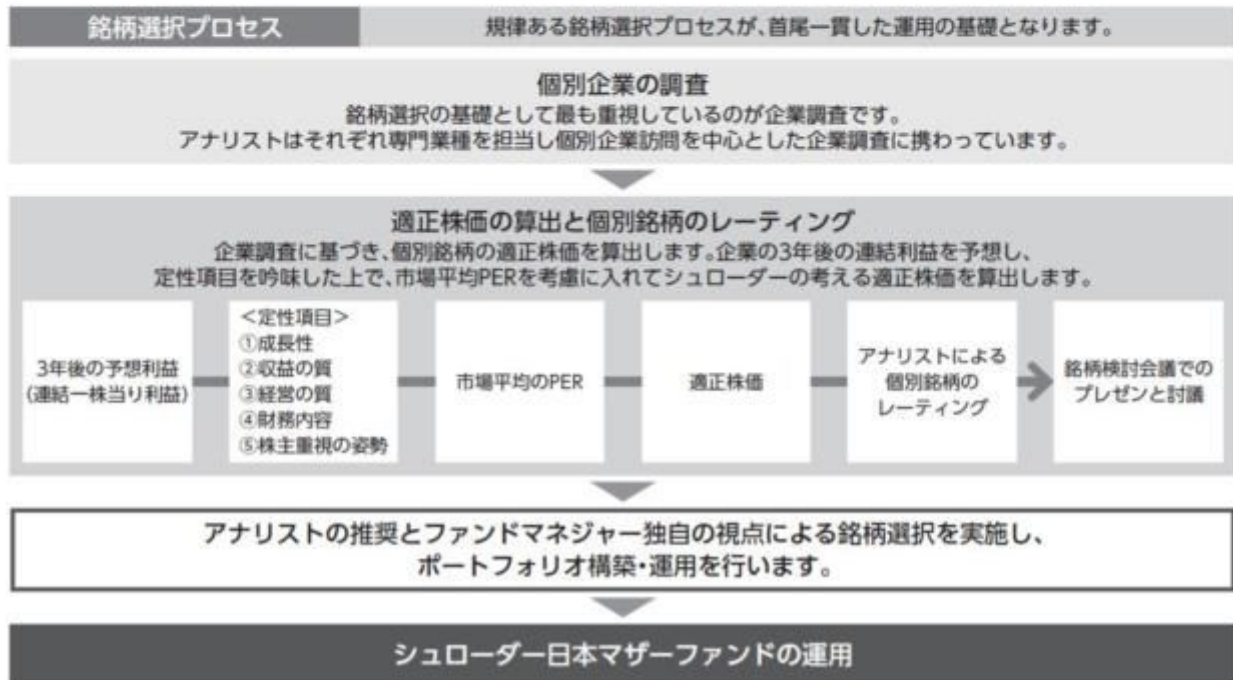 銘柄選択プロセス
規律ある銘柄選択プロセスが、首尾一貫した運用の基礎となります。
個別企業の調査
銘柄選択の基礎として最も重視しているのが企業調査です。
アナリストはそれぞれ専門業種を担当し個別企業訪問を中心とした企業調査に携わっています。
適正株価の算出と個別銘柄のレーティング
企業調査に基づき、個別銘柄の適正株価を算出します。企業の3年後の連結利益を予想し、
定性項目を吟味した上で、市場平均PERを考慮に入れてシュローダーの考える適正株価を算出します。
3年後の予想利益
(連結一株当り利益)
<定性項目>
①成長性
②収益の質
③経営の質
④財務内容
⑤株主重視の姿勢
市場平均のPER
適正株価
アナリストによる
個別銘柄の
レーティング
銘柄検討会議での
プレゼンと討議
アナリストの推奨とファンドマネジャー独自の視点による銘柄選択を実施し、
ポートフォリオ構築・運用を行います。
シュローダー日本マザーファンドの運用